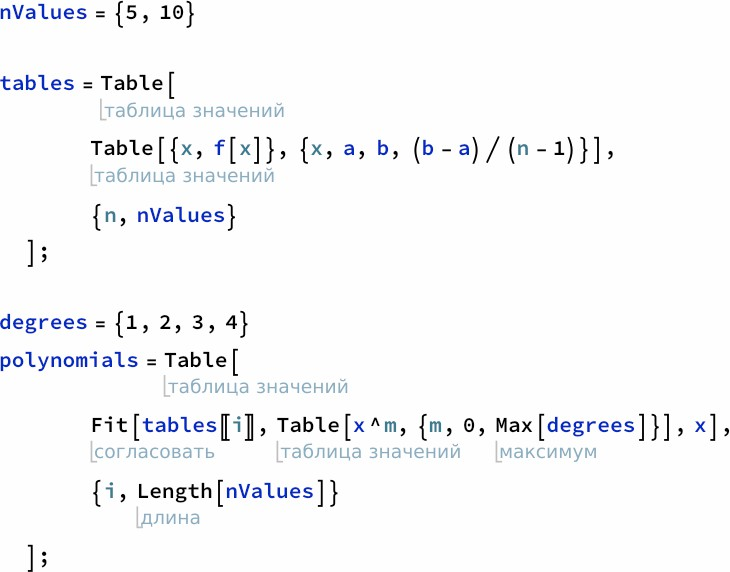 nValues = {5, 10}
tables = Table[
таблица значений
Table[{x, f[x]}, {x, a, b, (b - a) / (n - 1)}],
таблица значений
{n, nValues}
];
degrees = {1, 2, 3, 4}
polynomials = Table[
таблица значений
Fit[tables〚i〛, Table[x^m, {m, 0, Max[degrees]}], x],
согласовать таблица значений максимум
{i, Length[nValues]}
длина
];